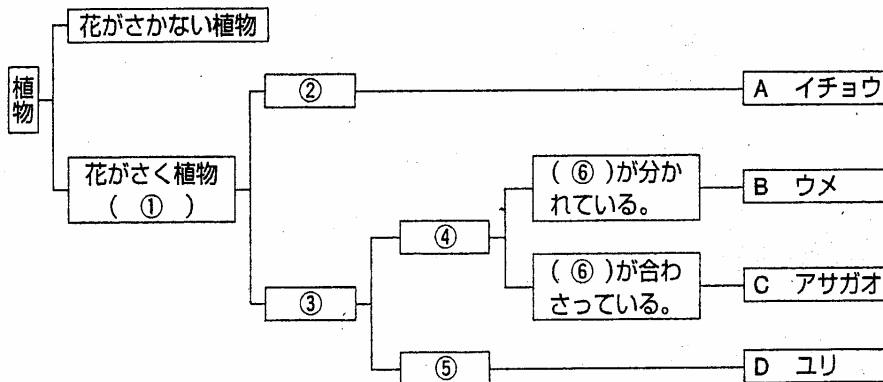 花がさかない植物
植物
②
A イチョウ
花がさく植物
( ① )
( ⑥ )が分か
れている。
B ウメ
④
( ⑥ )が合わ
さっている。
C アサガオ
③
⑤
D ユリ